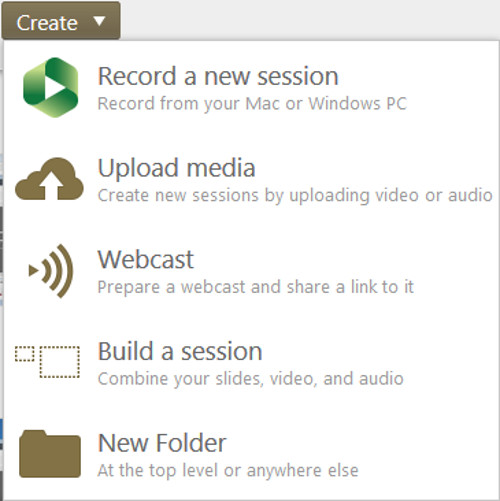 Create
Record a new session
Record from your Mac or Windows PC
Upload media
Create new sessions by uploading video or audio
Webcast
Prepare a webcast and share a link to it
Build a session
Combine your slides, video, and audio
New Folder
At the top level or anywhere else